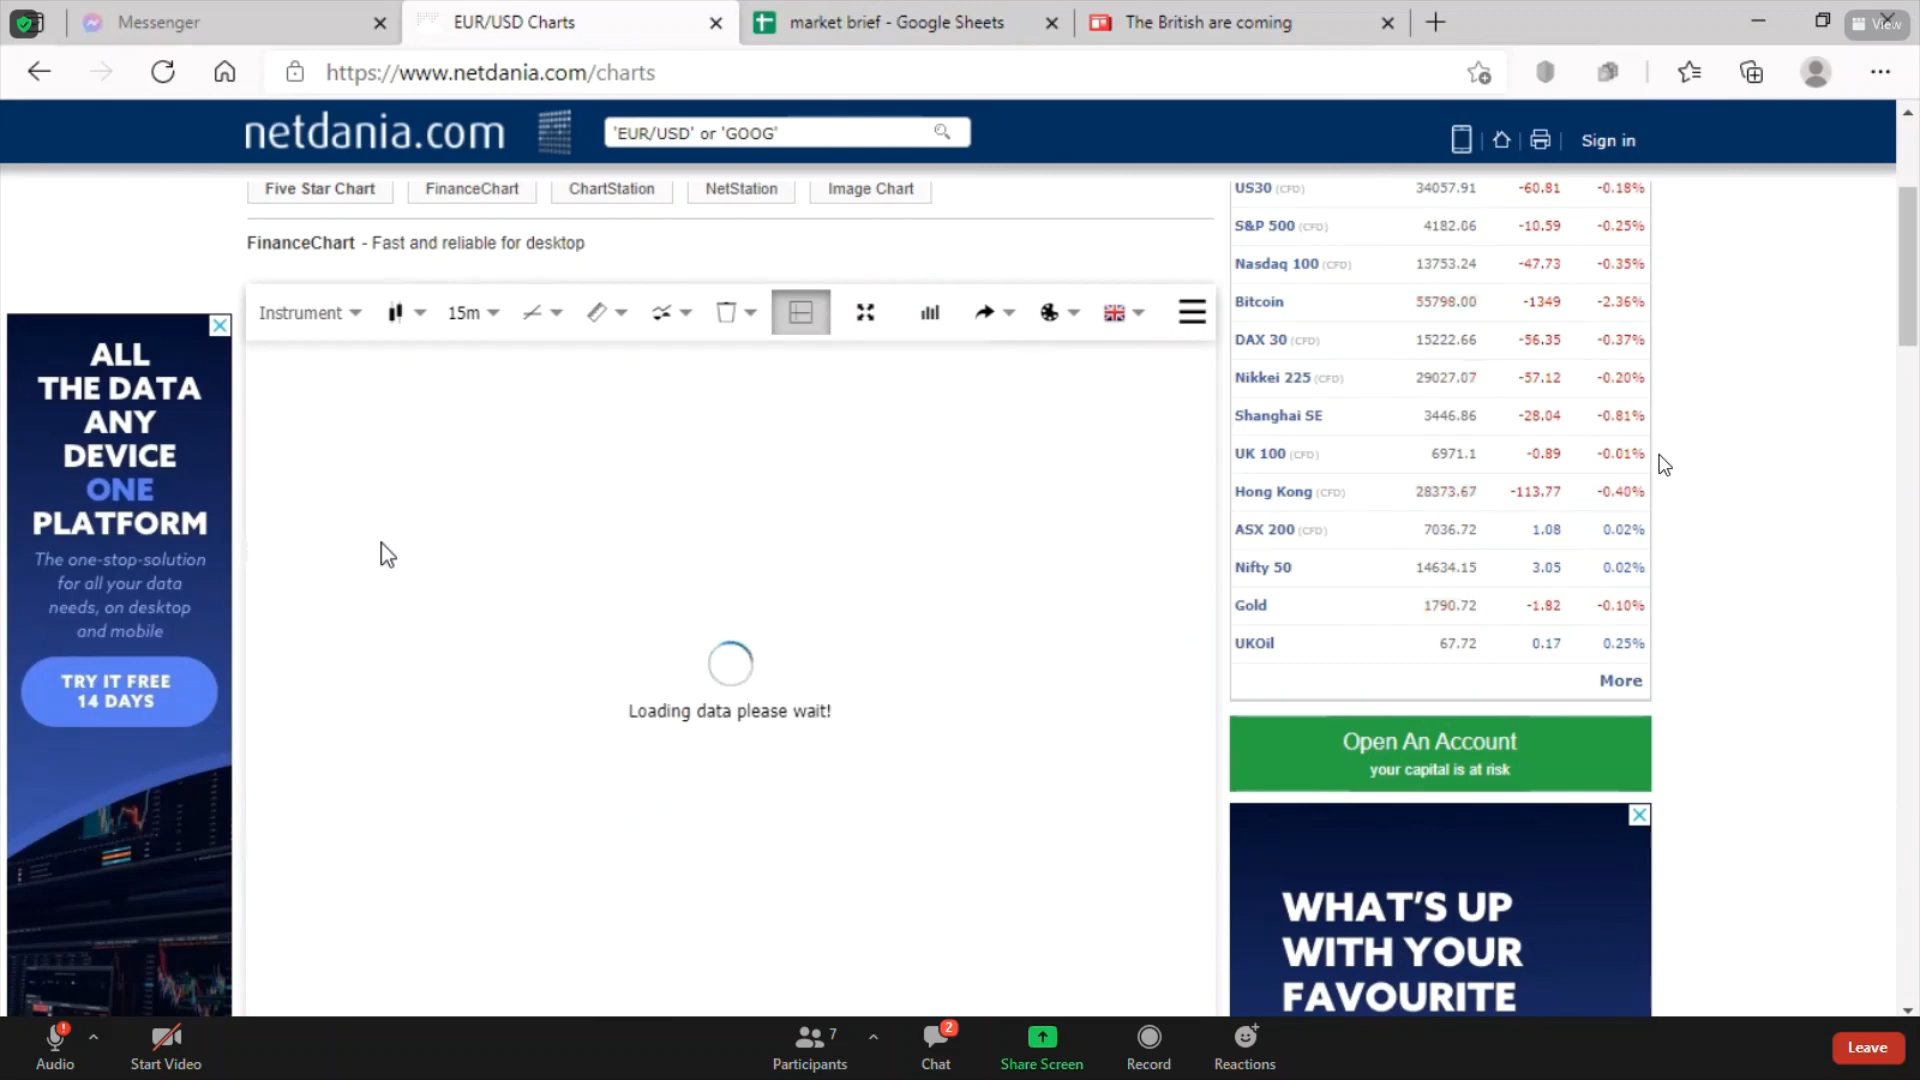 Messenger
EUR/USD Charts
market brief - Google Sheets
The British are coming
View
https://www.netdania.com/charts
netdania.com
'EUR/USD' or 'GOOG'
Sign in
Five Star Chart
FinanceChart
ChartStation
NetStation
Image Chart
FinanceChart - Fast and reliable for desktop
Instrument
15m
Loading data please wait!
ALL
THE DATA
ANY
DEVICE
ONE
PLATFORM
The one-stop-solution
for all your data
needs, on desktop
and mobile
TRY IT FREE
14 DAYS
US30 (CFD) 34057.91 -60.81 -0.18%
S&P 500 (CFD) 4182.06 -10.59 -0.25%
Nasdaq 100 (CFD) 13753.24 -47.73 -0.35%
Bitcoin 55798.00 -1349 -2.36%
DAX 30 (CFD) 15222.66 -56.35 -0.37%
Nikkei 225 (CFD) 29027.07 -57.12 -0.20%
Shanghai SE 3446.86 -28.04 -0.81%
UK 100 (CFD) 6971.1 -0.89 -0.01%
Hong Kong (CFD) 28373.67 -113.77 -0.40%
ASX 200 (CFD) 7036.72 1.08 0.02%
Nifty 50 14634.15 3.05 0.02%
Gold 1790.72 -1.82 -0.10%
UKOil 67.72 0.17 0.25%
More
Open An Account
your capital is at risk
WHAT'S UP
WITH YOUR
FAVOURITE
Audio
Start Video
7
Participants
2
Chat
Share Screen
Record
Reactions
Leave